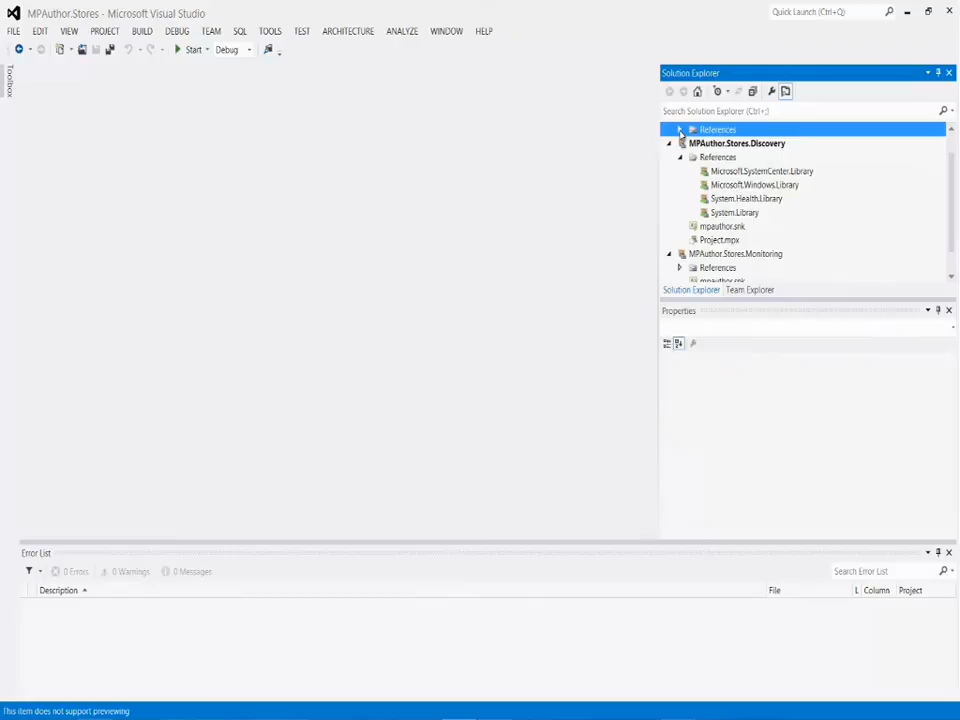 MPAuthor.Stores - Microsoft Visual Studio
Quick Launch (Ctrl+Q)
FILE EDIT VIEW PROJECT BUILD DEBUG TEAM SQL TOOLS TEST ARCHITECTURE ANALYZE WINDOW HELP
Start Debug
Toolbox
Solution Explorer
Search Solution Explorer (Ctrl+;)
References
MPAuthor.Stores.Discovery
References
Microsoft.SystemCenter.Library
Microsoft.Windows.Library
System.Health.Library
System.Library
mpauthor.snk
Project.mpx
MPAuthor.Stores.Monitoring
References
mpauthor.snk
Solution Explorer Team Explorer
Properties
Error List
0 Errors 0 Warnings 0 Messages
Search Error List
Description File L Column Project
This item does not support previewing